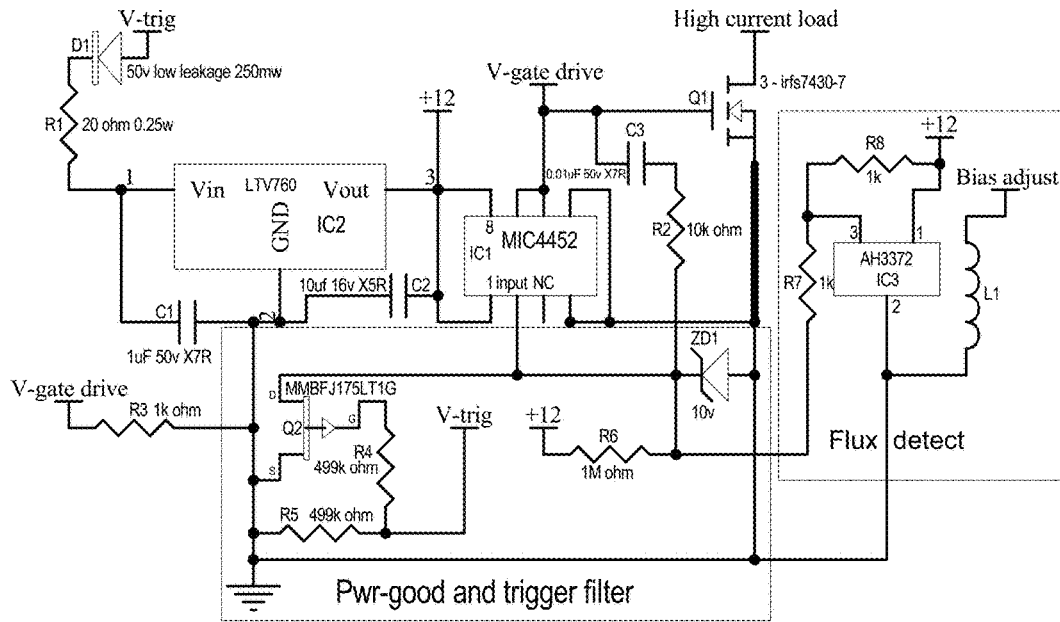 V-trig
High current load
D1
50v low leakage 250mw
V-gate drive
3 - irfs7430-7
Q1
+12
R1
20 ohm 0.25w
C3
0.01uF 50v X7R
+12
R8
1k
Bias adjust
1
Vin
LTV760
Vout
3
GND
IC2
8
IC1
MIC4452
1 input NC
R2
10k ohm
3
1
AH3372
IC3
R7
1k
2
L1
10uf 16v X5R
C2
2
C1
1uF 50v X7R
ZD1
10v
V-gate drive
R3 1k ohm
MMBFJ175LT1G
D
Q2
G
S
V-trig
+12
R4
499k ohm
R6
1M ohm
Flux detect
R5 499k ohm
Pwr-good and trigger filter